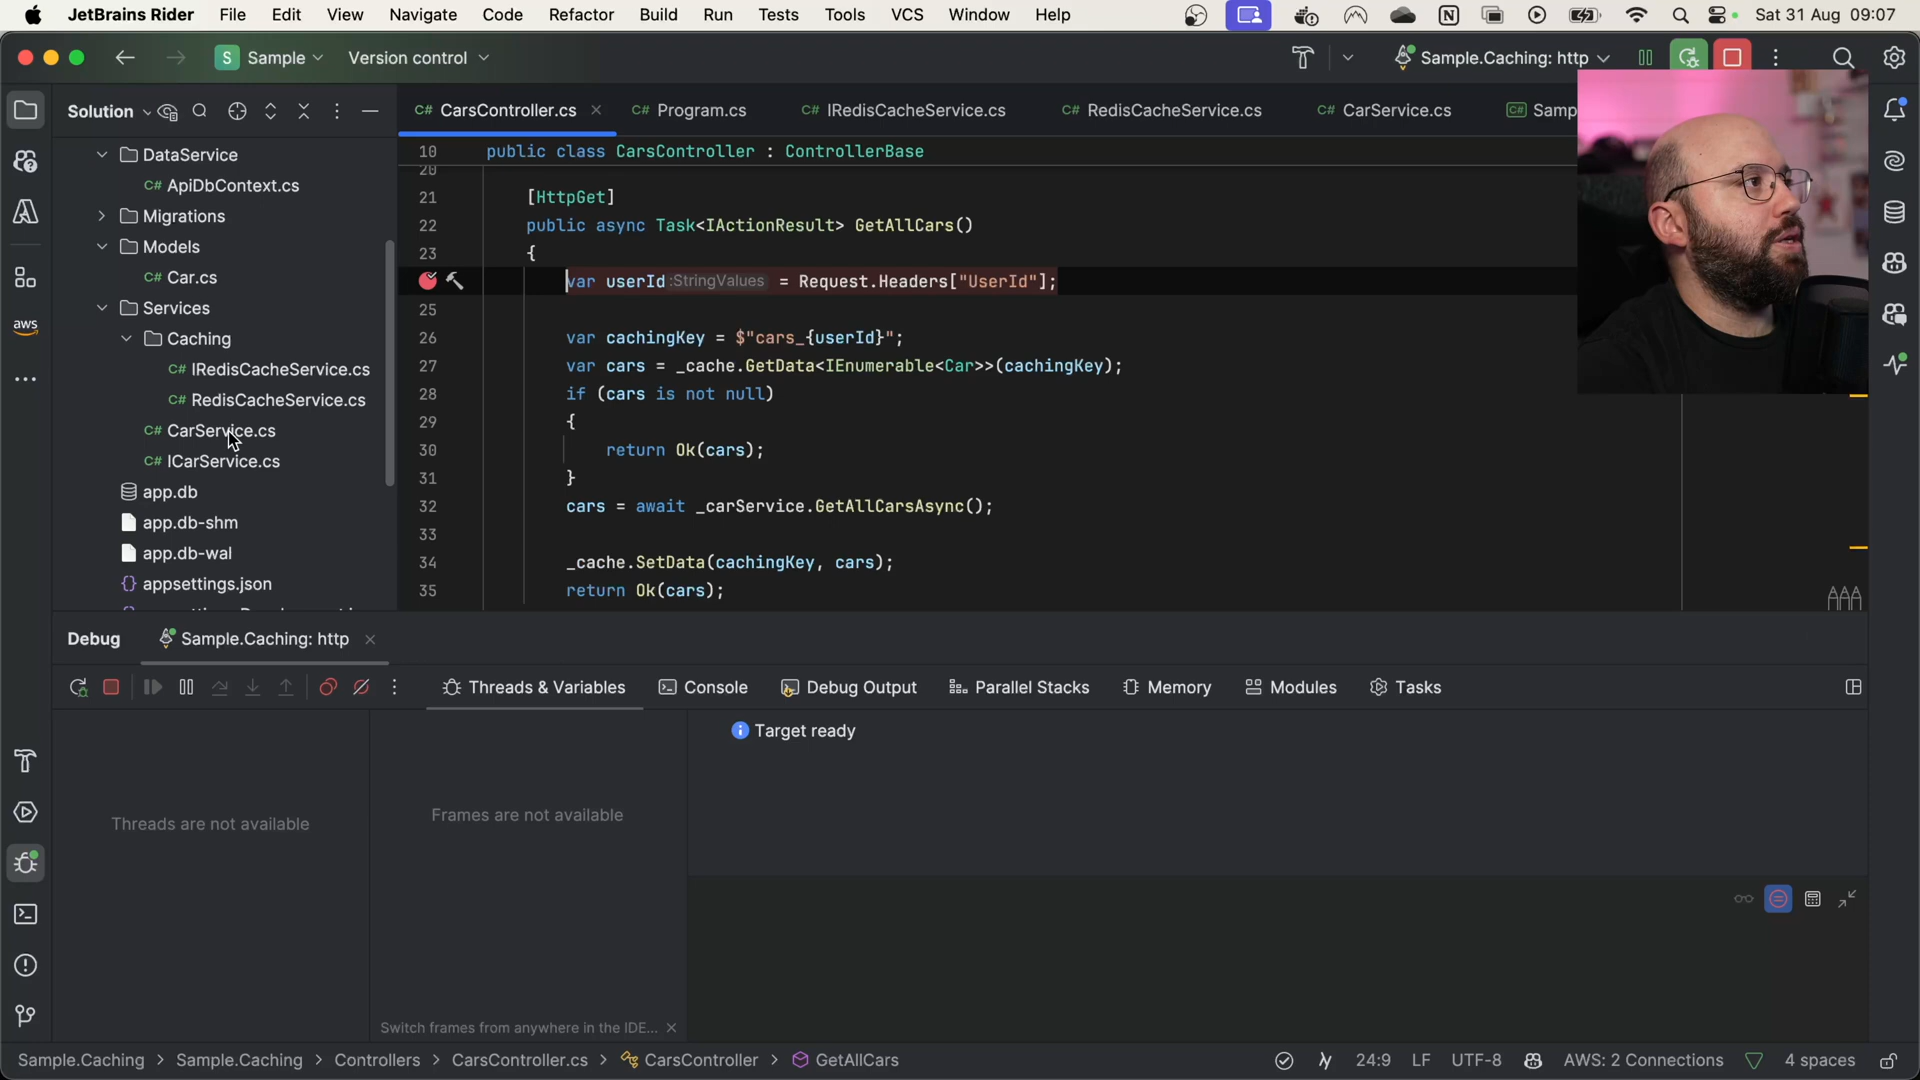 JetBrains Rider File Edit View Navigate Code Refactor Build Run Tests Tools VCS Window Help Sat 31 Aug 09:07
S Sample Version control Sample.Caching: http
Solution C# CarsController.cs C# Program.cs C# IRedisCacheService.cs C# RedisCacheService.cs C# CarService.cs C# Samp
DataService
C# ApiDbContext.cs
Migrations
Models
C# Car.cs
Services
Caching
C# IRedisCacheService.cs
C# RedisCacheService.cs
C# CarService.cs
C# ICarService.cs
app.db
app.db-shm
app.db-wal
{} appsettings.json
aws
10 public class CarsController : ControllerBase
20
21 [HttpGet]
22 public async Task<IActionResult> GetAllCars()
23 {
var userId :StringValues = Request.Headers["UserId"];
25
26 var cachingKey = $"cars_{userId}";
27 var cars = _cache.GetData<IEnumerable<Car>>(cachingKey);
28 if (cars is not null)
29 {
30 return Ok(cars);
31 }
32 cars = await _carService.GetAllCarsAsync();
33
34 _cache.SetData(cachingKey, cars);
35 return Ok(cars);
Debug Sample.Caching: http
Threads & Variables Console Debug Output Parallel Stacks Memory Modules Tasks
Target ready
Threads are not available
Frames are not available
Switch frames from anywhere in the IDE...
Sample.Caching > Sample.Caching > Controllers > CarsController.cs > CarsController > GetAllCars 24:9 LF UTF-8 AWS: 2 Connections 4 spaces